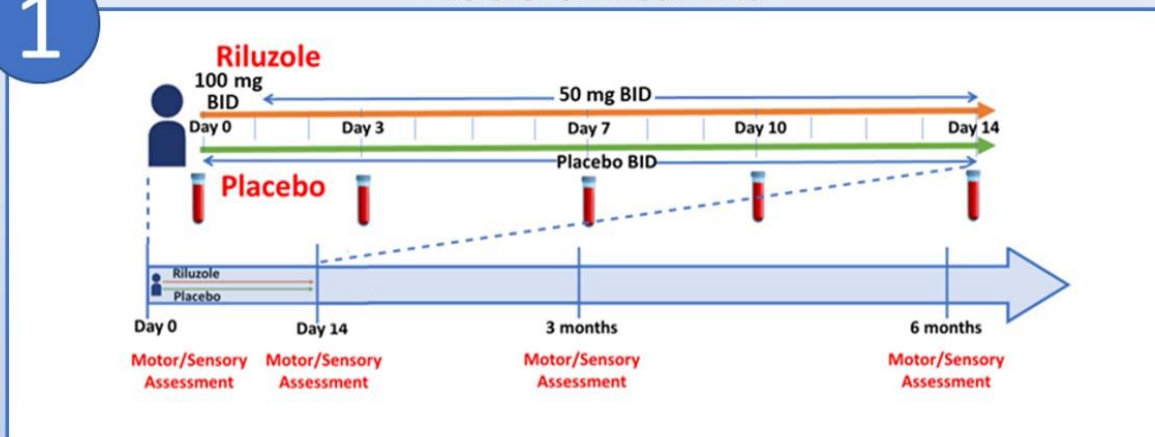 1
Riluzole
100 mg
BID
50 mg BID
Day 0 Day 3 Day 7 Day 10 Day 14
Placebo BID
Placebo
Riluzole
Placebo
Day 0 Day 14 3 months 6 months
Motor/Sensory Motor/Sensory Motor/Sensory Motor/Sensory
Assessment Assessment Assessment Assessment